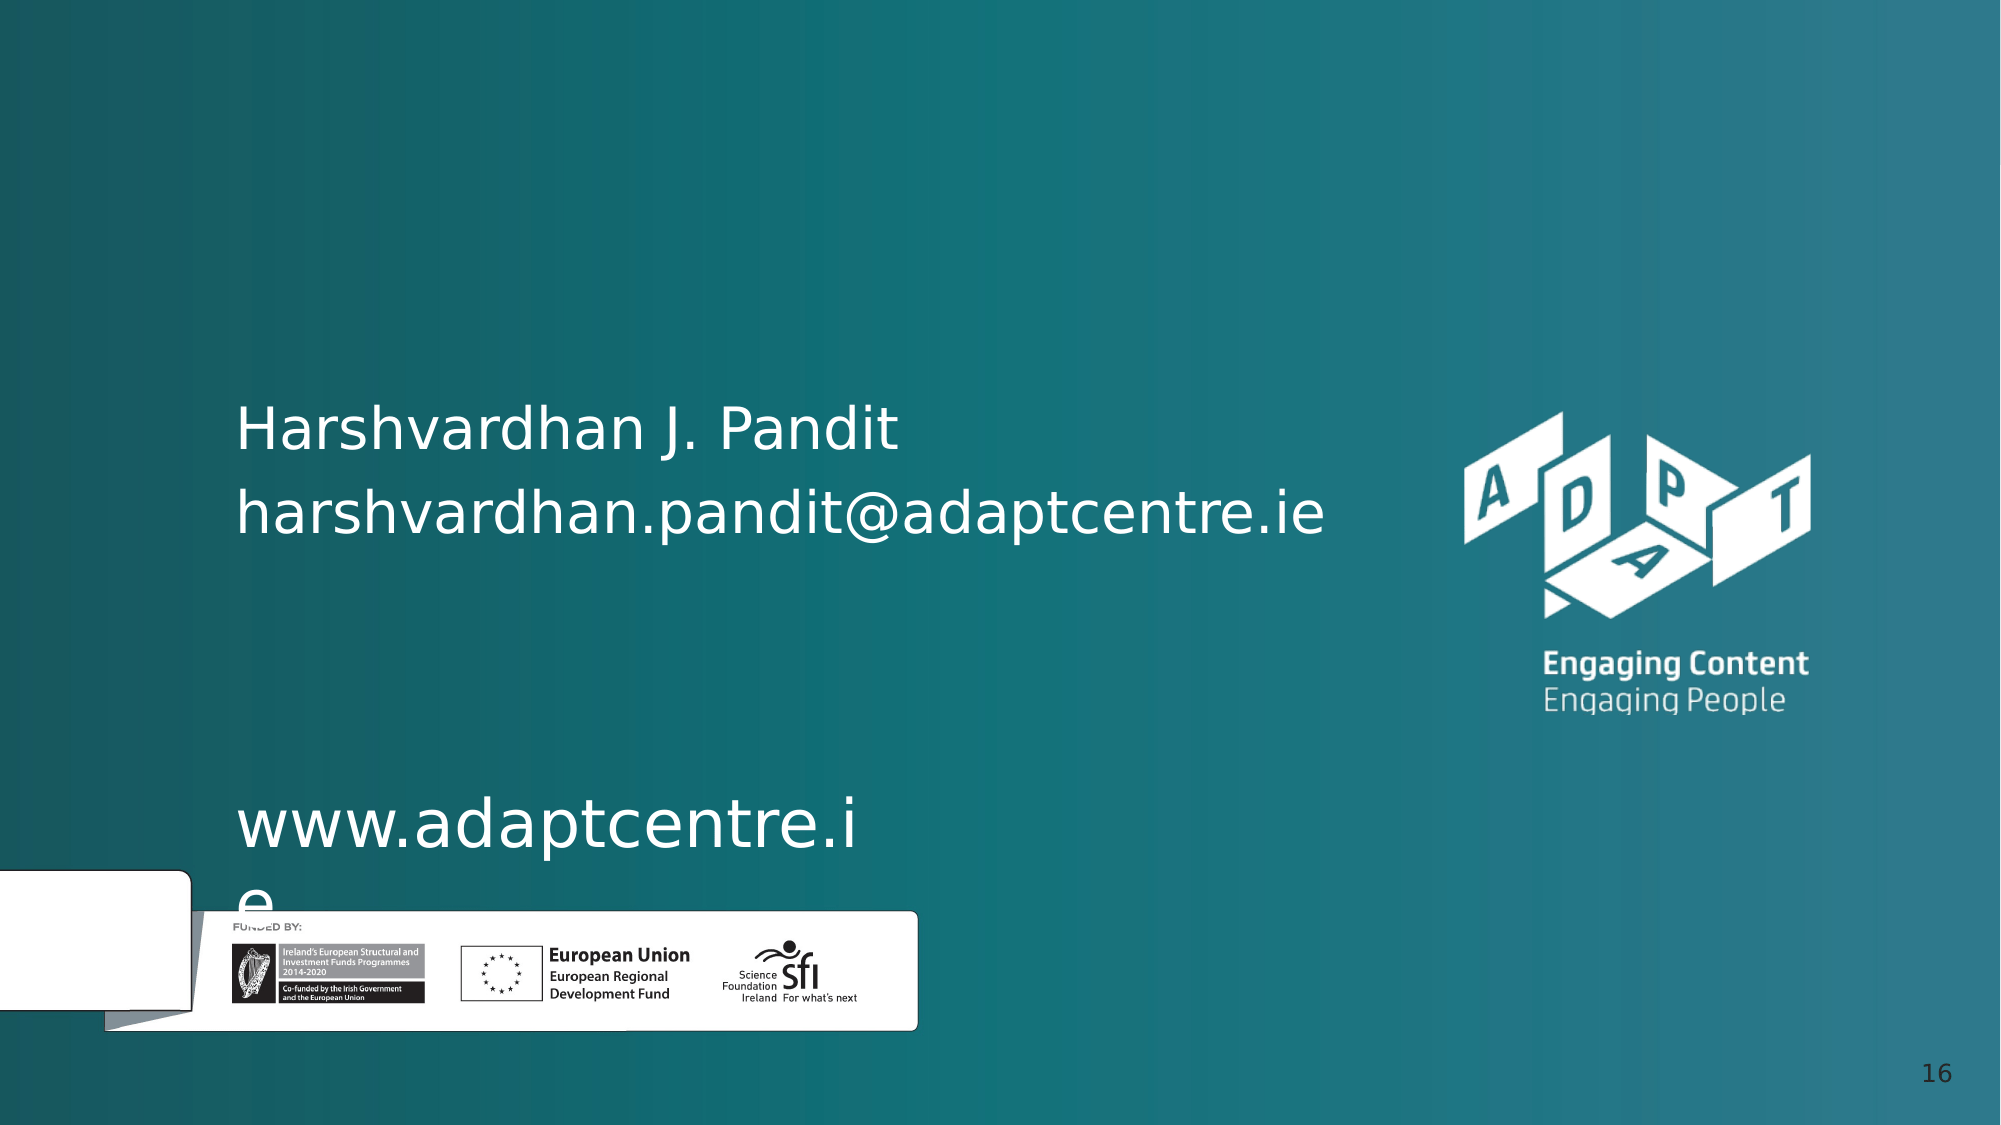 Harshvardhan J. Pandit
harshvardhan.pandit@adaptcentre.ie
A D A P T
Engaging Content
Engaging People
www.adaptcentre.i
e
FUNDED BY:
Ireland's European Structural and
Investment Funds Programmes
2014-2020
Co-funded by the Irish Government
and the European Union
European Union
European Regional
Development Fund
Science
Foundation
Ireland
sfi
For what's next
16